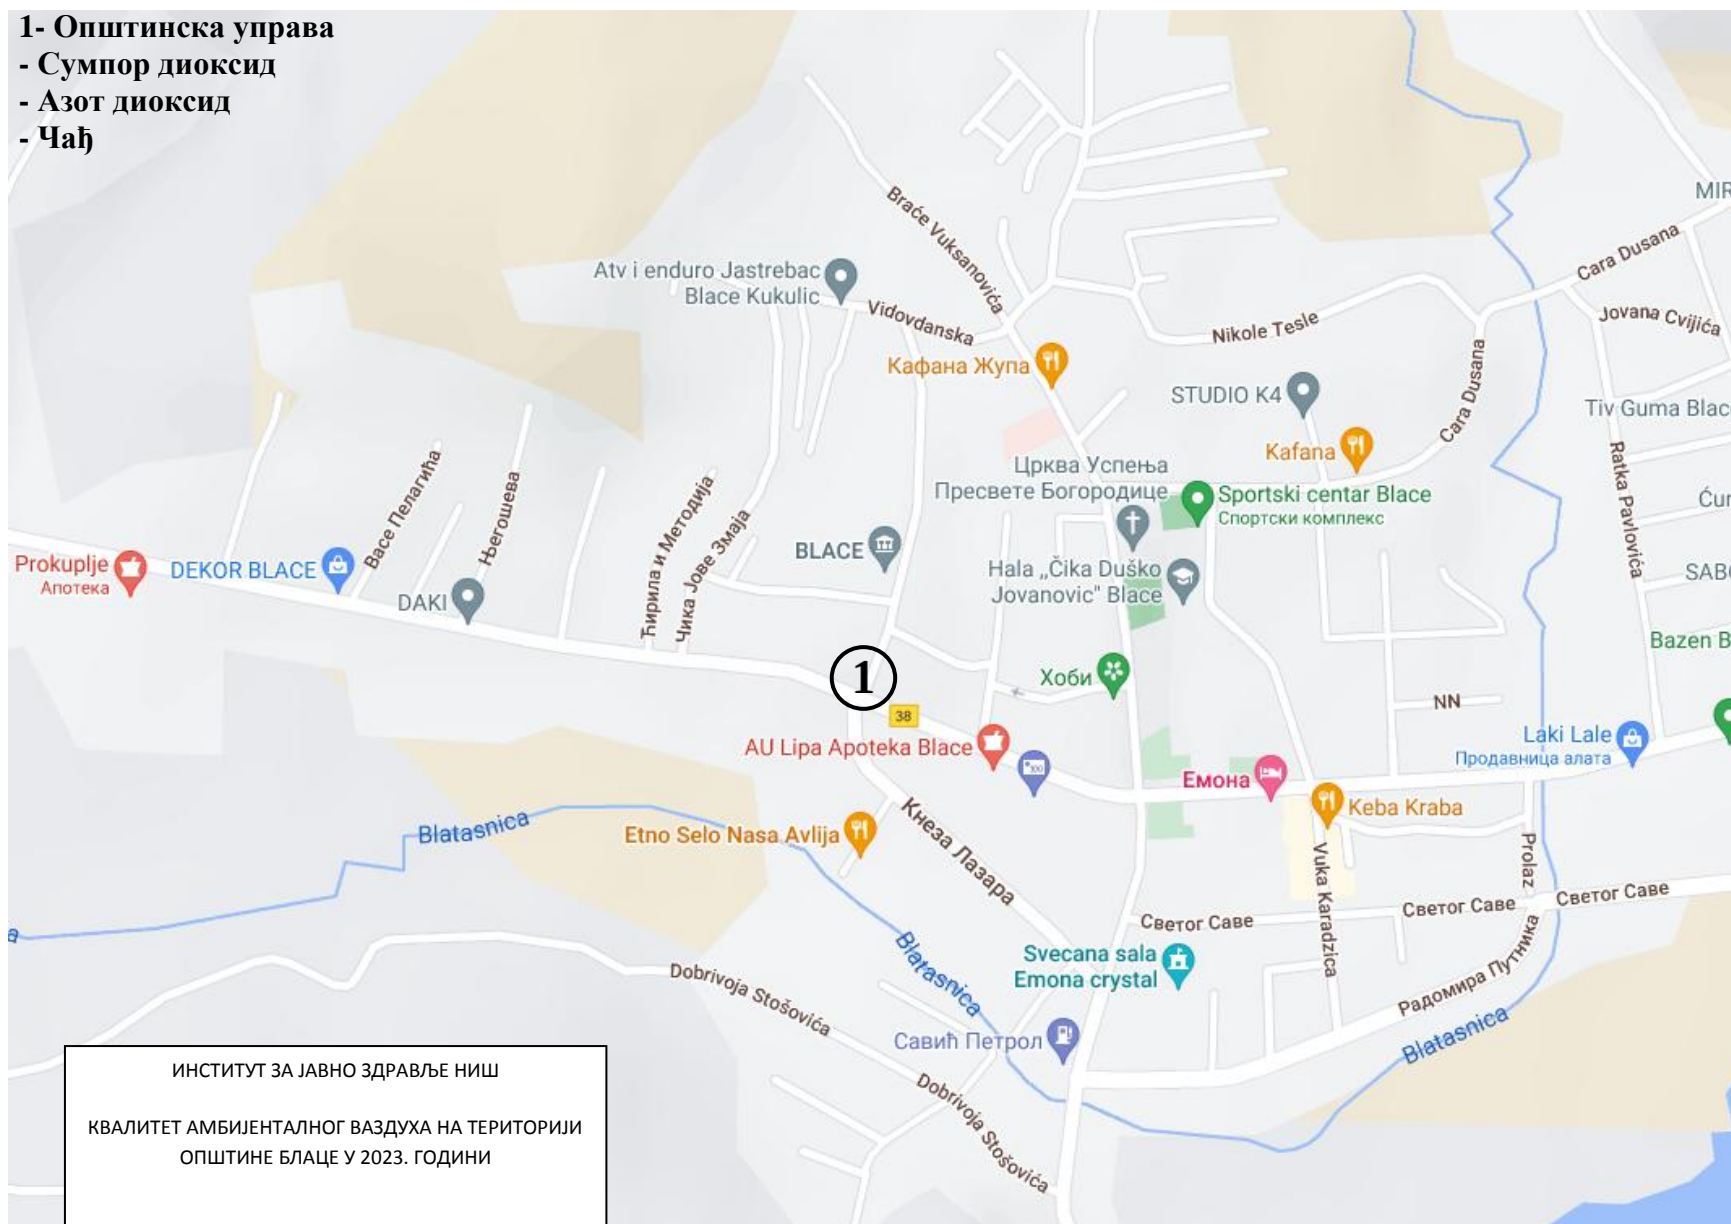 1- Општинска управа
- Сумпор диоксид
- Азот диоксид
- Чађ
MIR
Braće Vuksanovića
Cara Dusana
Atv i enduro Jastrebac
Blace Kukulic
Vidovdanska
Nikole Tesle
Jovana Cvijića
Кафана Жупа
STUDIO K4
Cara Dusana
Tiv Guma Blac
Kafana
Ratka Pavlovića
Црква Успења
Пресвете Богородице
Sportski centar Blace
Спортски комплекс
Ćur
Васе Пелагића
Његошева
Ћирила и Методија
Чика Јове Змаја
BLACE
Hala „Čika Duško
Jovanovic" Blace
SABO
Prokuplje
Апотека
DEKOR BLACE
DAKI
Bazen B
1
Хоби
NN
38
AU Lipa Apoteka Blace
100
Laki Lale
Продавница алата
Емона
Keba Kraba
Blatasnica
Etno Selo Nasa Avlija
Кнеза Лазара
Vuka Karadzica
Prolaz
Светог Саве
Светог Саве
Светог Саве
a
Blatasnica
Svecana sala
Emona crystal
Dobrivoja Stošovića
Радомира Путника
Савић Петрол
Blatasnica
Dobrivoja Stošovića
ИНСТИТУТ ЗА ЈАВНО ЗДРАВЉЕ НИШ
КВАЛИТЕТ АМБИЈЕНТАЛНОГ ВАЗДУХА НА ТЕРИТОРИЈИ
ОПШТИНЕ БЛАЦЕ У 2023. ГОДИНИ